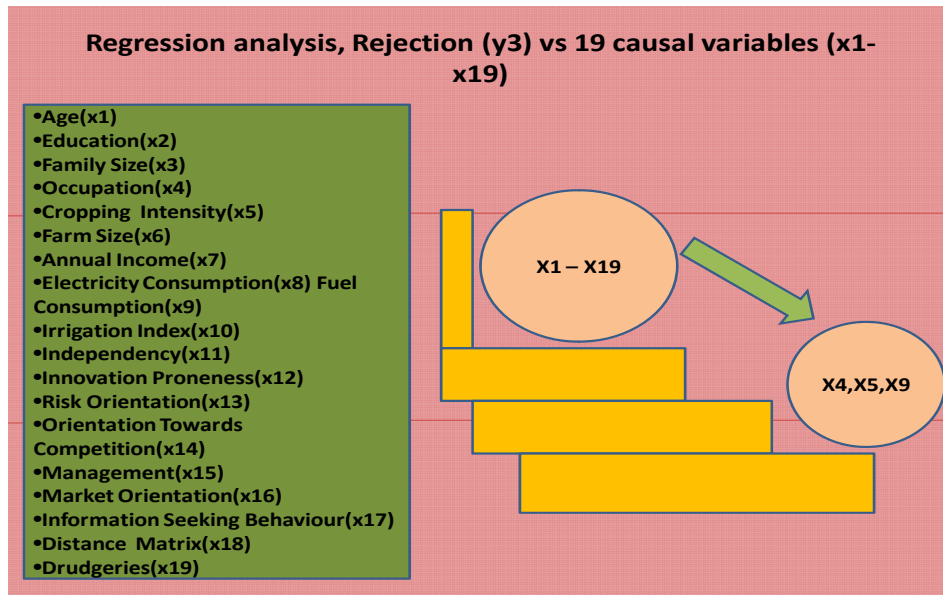 Regression analysis, Rejection (y3) vs 19 causal variables (x1-
x19)
•Age(x1)
•Education(x2)
•Family Size(x3)
•Occupation(x4)
•Cropping Intensity(x5)
•Farm Size(x6)
•Annual Income(x7)
•Electricity Consumption(x8) Fuel
Consumption(x9)
•Irrigation Index(x10)
•Independency(x11)
•Innovation Proneness(x12)
•Risk Orientation(x13)
•Orientation Towards
Competition(x14)
•Management(x15)
•Market Orientation(x16)
•Information Seeking Behaviour(x17)
•Distance Matrix(x18)
•Drudgeries(x19)
X1 – X19
X4,X5,X9